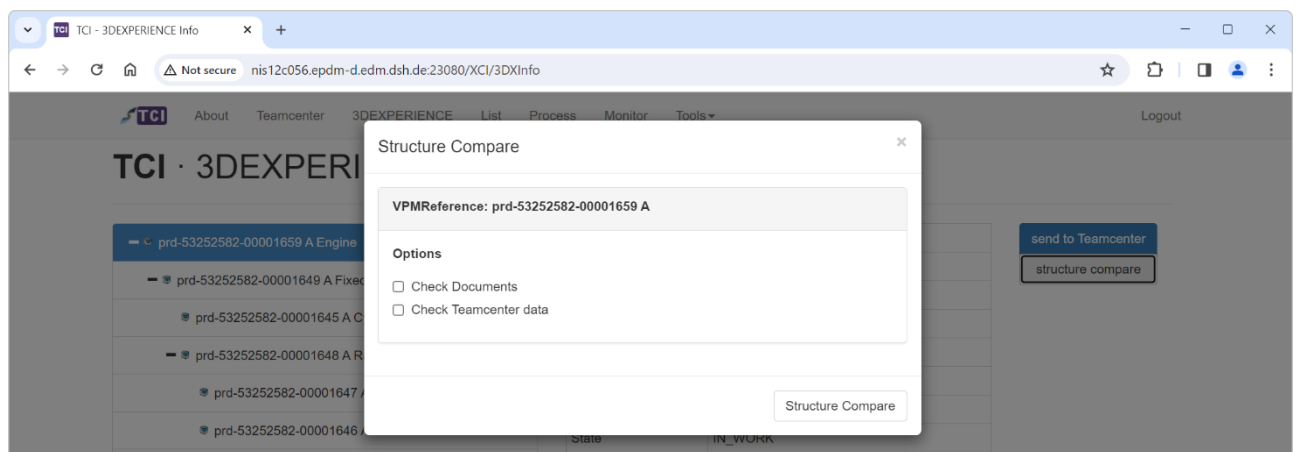 TCI TCI - 3DEXPERIENCE Info
Not secure nis12c056.epdm-d.edm.dsh.de:23080/XCI/3DXInfo
TCI About Teamcenter 3DEXPERIENCE List Process Monitor Tools Logout
TCI · 3DEXPERI
Structure Compare
VPMReference: prd-53252582-00001659 A
Options
Check Documents
Check Teamcenter data
Structure Compare
prd-53252582-00001659 A Engine
prd-53252582-00001649 A Fixed
prd-53252582-00001645 A C
prd-53252582-00001648 A R
prd-53252582-00001647
prd-53252582-00001646
State IN_WORK
send to Teamcenter
structure compare